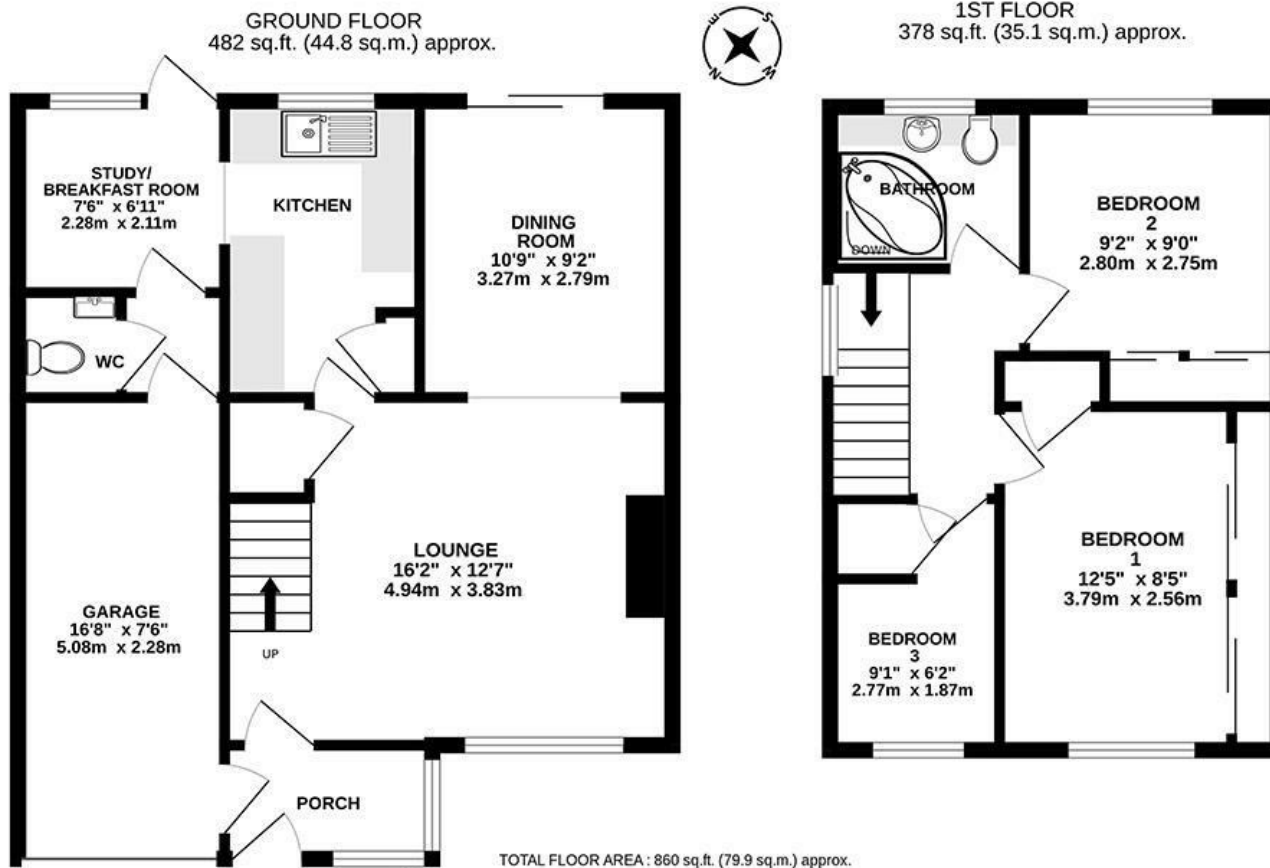 GROUND FLOOR
482 sq.ft. (44.8 sq.m.) approx.
1ST FLOOR
378 sq.ft. (35.1 sq.m.) approx.
E
S
N
W
STUDY/
BREAKFAST ROOM
7'6" x 6'11"
2.28m x 2.11m
KITCHEN
DINING
ROOM
10'9" x 9'2"
3.27m x 2.79m
WC
LOUNGE
16'2" x 12'7"
4.94m x 3.83m
GARAGE
16'8" x 7'6"
5.08m x 2.28m
UP
PORCH
BATHROOM
DOWN
BEDROOM
2
9'2" x 9'0"
2.80m x 2.75m
BEDROOM
1
12'5" x 8'5"
3.79m x 2.56m
BEDROOM
3
9'1" x 6'2"
2.77m x 1.87m
TOTAL FLOOR AREA : 860 sq.ft. (79.9 sq.m.) approx.